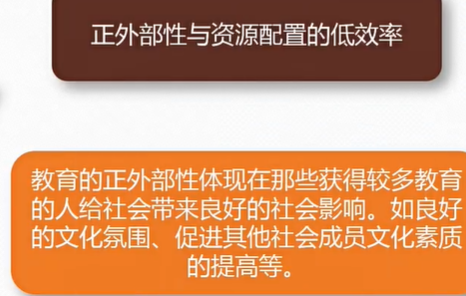 正外部性与资源配置的低效率
教育的正外部性体现在那些获得较多教育
的人给社会带来良好的社会影响。如良好
的文化氛围、促进其他社会成员文化素质
的提高等。